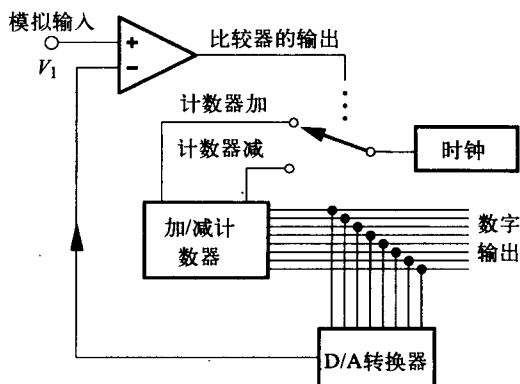 模拟输入
V₁
+
−
比较器的输出
计数器加
计数器减
时钟
加/减计
数器
数字
输出
D/A转换器